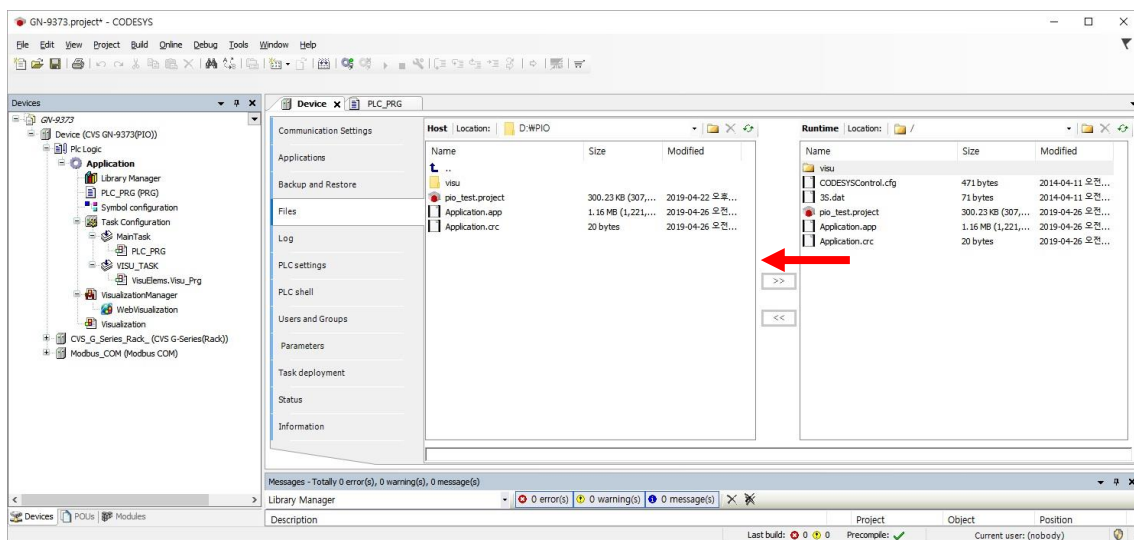 GN-9373.project* - CODESYS
File Edit View Project Build Online Debug Tools Window Help
Devices
GN-9373
Device (CVS GN-9373(PIO))
Plc Logic
Application
Library Manager
PLC_PRG (PRG)
Symbol configuration
Task Configuration
MainTask
PLC_PRG
VISU_TASK
VisuElems.Visu_Prg
VisualizationManager
WebVisualization
Visualization
CVS_G_Series_Rack_ (CVS G-Series(Rack))
Modbus_COM (Modbus COM)
Devices POUs Modules
Device PLC_PRG
Communication Settings
Applications
Backup and Restore
Files
Log
PLC settings
PLC shell
Users and Groups
Parameters
Task deployment
Status
Information
Host Location: D:₩PIO
Name Size Modified
..
visu
pio_test.project 300.23 KB (307,... 2019-04-22 오후...
Application.app 1.16 MB (1,221,... 2019-04-26 오전...
Application.crc 20 bytes 2019-04-26 오전...
>>
<<
Runtime Location: /
Name Size Modified
visu
CODESYSControl.cfg 471 bytes 2014-04-11 오전...
3S.dat 71 bytes 2014-04-11 오전...
pio_test.project 300.23 KB (307,... 2019-04-26 오전...
Application.app 1.16 MB (1,221,... 2019-04-26 오전...
Application.crc 20 bytes 2019-04-26 오전...
Messages - Totally 0 error(s), 0 warning(s), 0 message(s)
Library Manager 0 error(s) 0 warning(s) 0 message(s)
Description Project Object Position
Last build: 0 0 Precompile: Current user: (nobody)